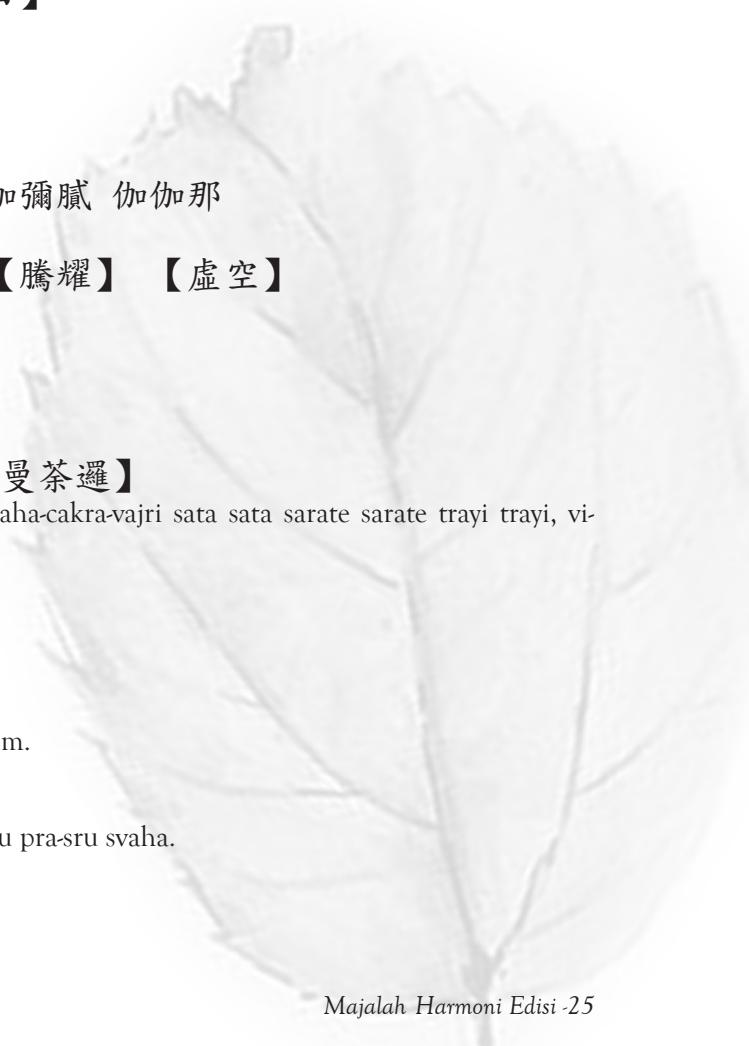 彌膩 伽伽那
【騰耀】 【虛空】
曼荼邏】
aha-cakra-vajri sata sata sarate sarate trayi trayi, vi-
m.
u pra-sru svaha.
Majalah Harmoni Edisi -25